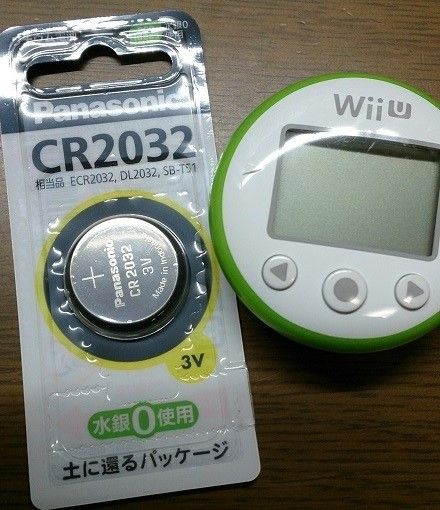 Panasonic
CR2032
相当品 ECR2032, DL2032, SB-T51
+
Panasonic
CR2032
3V
Made in Indonesia
3V
水銀0使用
土に還るパッケージ
Wii U